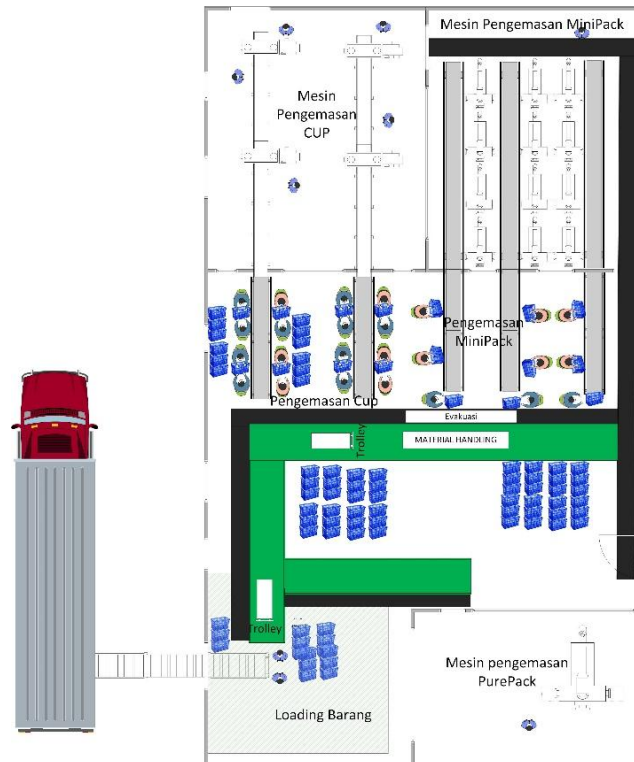 Mesin Pengemasan MiniPack
Mesin
Pengemasan
CUP
Pengemasan
MiniPack
Pengemasan Cup
Evakuasi
Trolley
MATERIAL HANDLING
Trolley
Mesin pengemasan
PurePack
Loading Barang